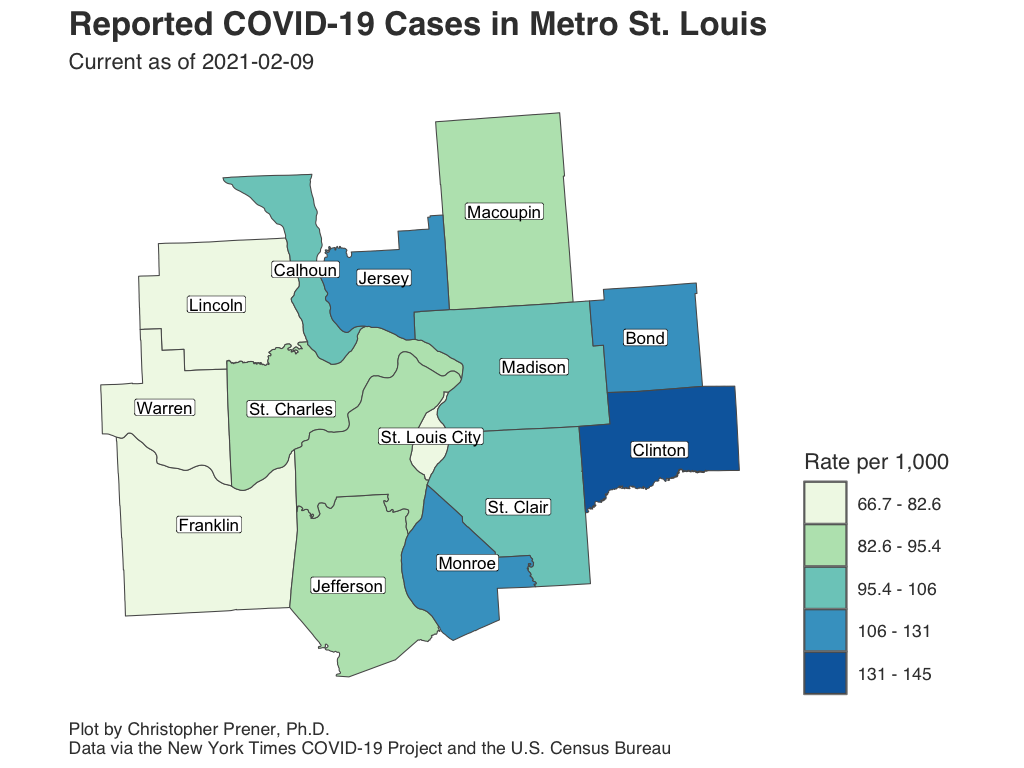 Reported COVID-19 Cases in Metro St. Louis
Current as of 2021-02-09
Macoupin
Calhoun
Jersey
Lincoln
Bond
Madison
Warren
St. Charles
St. Louis City
Clinton
St. Clair
Franklin
Monroe
Jefferson
Rate per 1,000
66.7 - 82.6
82.6 - 95.4
95.4 - 106
106 - 131
131 - 145
Plot by Christopher Prener, Ph.D.
Data via the New York Times COVID-19 Project and the U.S. Census Bureau